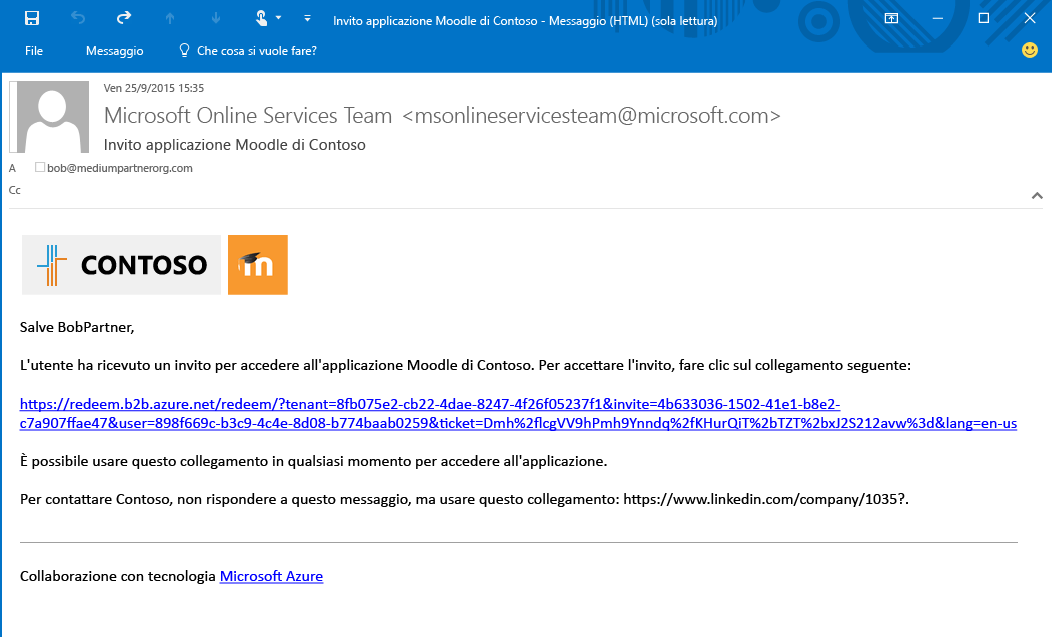 Invito applicazione Moodle di Contoso - Messaggio (HTML) (sola lettura)
File Messaggio Che cosa si vuole fare?
Ven 25/9/2015 15:35
Microsoft Online Services Team <msonlineservicesteam@microsoft.com>
Invito applicazione Moodle di Contoso
A bob@mediumpartnerorg.com
Cc
CONTOSO m
Salve BobPartner,
L'utente ha ricevuto un invito per accedere all'applicazione Moodle di Contoso. Per accettare l'invito, fare clic sul collegamento seguente:
https://redeem.b2b.azure.net/redeem/?tenant=8fb075e2-cb22-4dae-8247-4f26f05237f1&invite=4b633036-1502-41e1-b8e2-
c7a907ffae47&user=898f669c-b3c9-4c4e-8d08-b774baab0259&ticket=Dmh%2flcgVV9hPmh9Ynndq%2fKHurQiT%2bTZT%2bxJ2S212avw%3d&lang=en-us
È possibile usare questo collegamento in qualsiasi momento per accedere all'applicazione.
Per contattare Contoso, non rispondere a questo messaggio, ma usare questo collegamento: https://www.linkedin.com/company/1035?.
Collaborazione con tecnologia Microsoft Azure